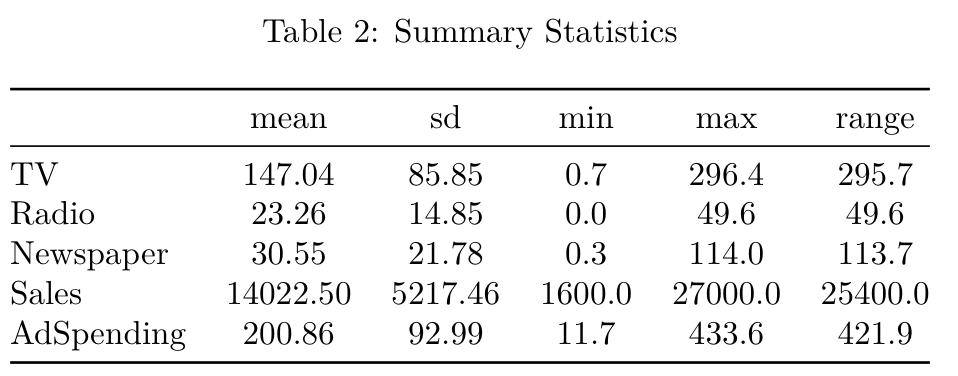 Table 2: Summary Statistics
mean sd min max range
TV 147.04 85.85 0.7 296.4 295.7
Radio 23.26 14.85 0.0 49.6 49.6
Newspaper 30.55 21.78 0.3 114.0 113.7
Sales 14022.50 5217.46 1600.0 27000.0 25400.0
AdSpending 200.86 92.99 11.7 433.6 421.9